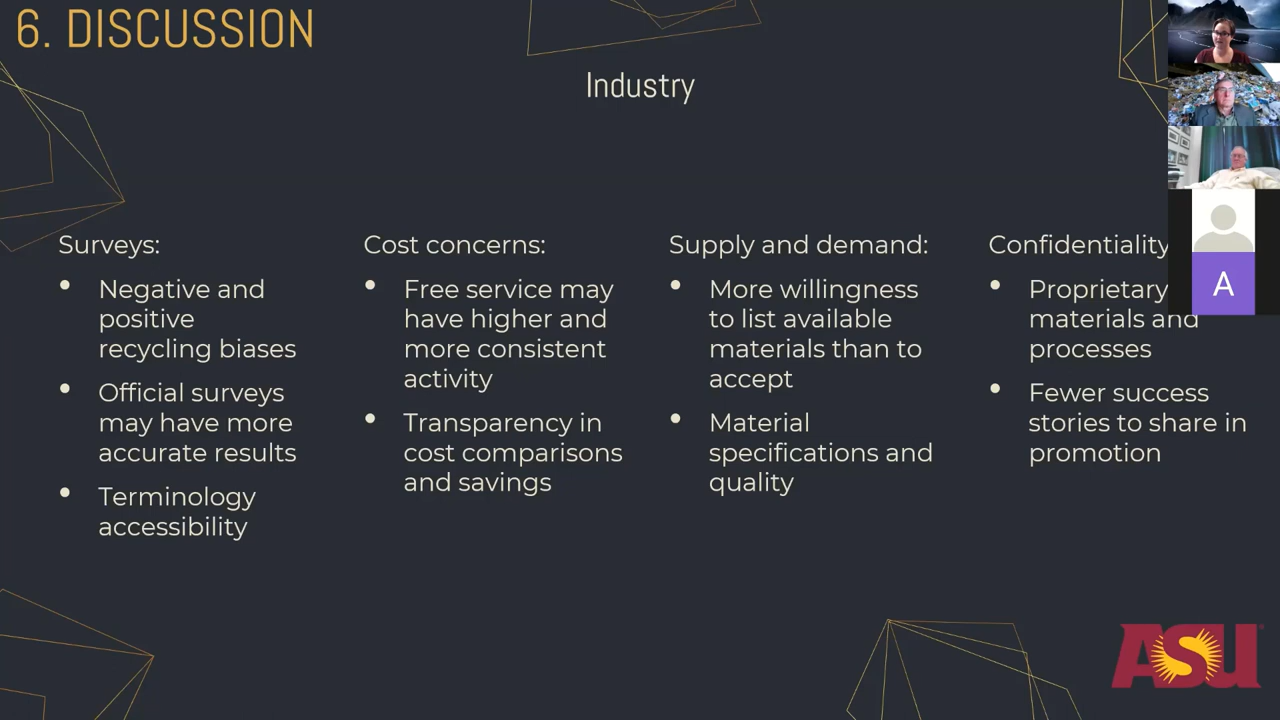 6. DISCUSSION
Industry
Surveys:
Negative and
positive
recycling biases
Official surveys
may have more
accurate results
Terminology
accessibility
Cost concerns:
Free service may
have higher and
more consistent
activity
Transparency in
cost comparisons
and savings
Supply and demand:
More willingness
to list available
materials than to
accept
Material
specifications and
quality
Confidentiality
Proprietary
materials and
processes
Fewer success
stories to share in
promotion
A
ASU